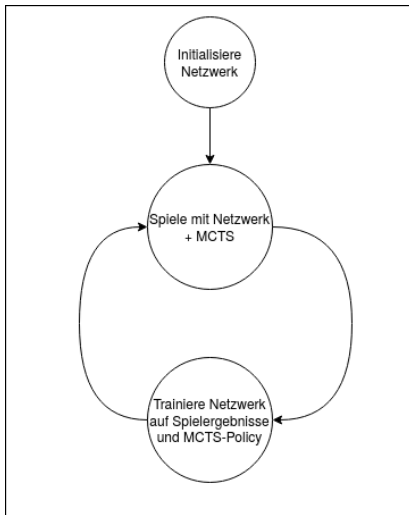 Initialisiere
Netzwerk
Spiele mit Netzwerk
+ MCTS
Trainiere Netzwerk
auf Spielergebnisse
und MCTS-Policy